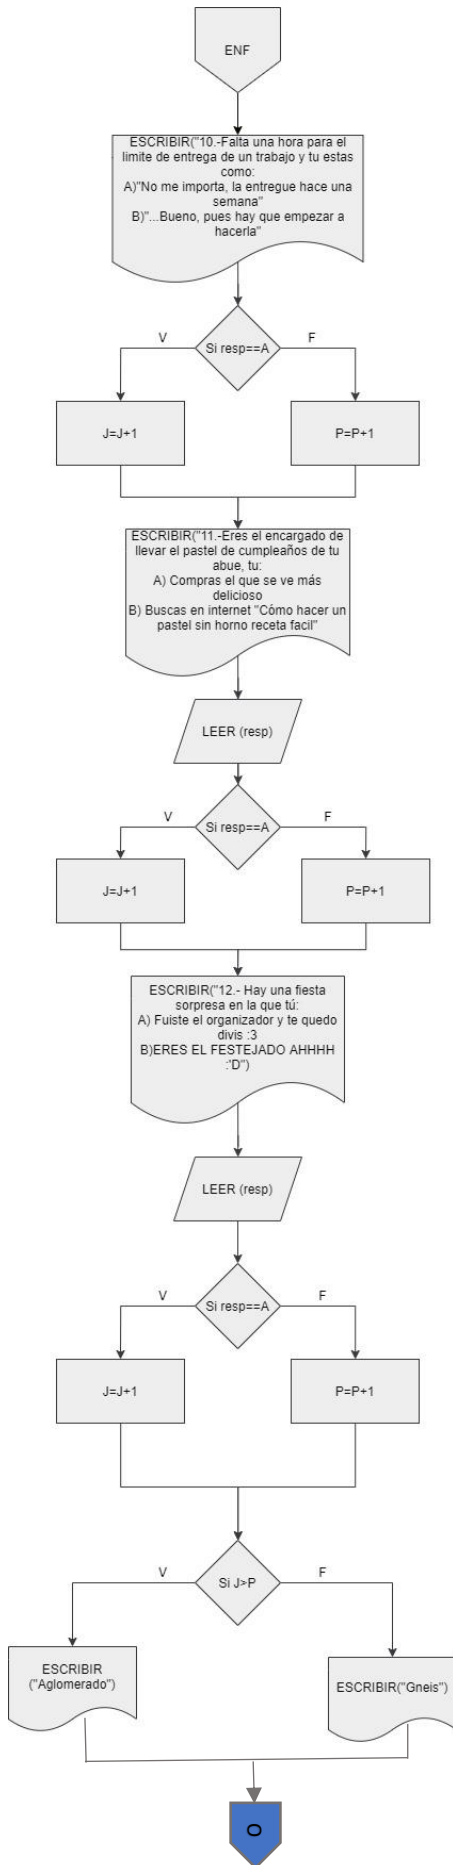 ENF
ESCRIBIR("10.-Falta una hora para el
limite de entrega de un trabajo y tu estas
como:
A)"No me importa, la entregue hace una
semana"
B)"...Bueno, pues hay que empezar a
hacerla"
Si resp==A
V
F
J=J+1
P=P+1
ESCRIBIR("11.-Eres el encargado de
llevar el pastel de cumpleaños de tu
abue, tu:
A) Compras el que se ve más
delicioso
B) Buscas en internet "Cómo hacer un
pastel sin horno receta facil"
LEER (resp)
Si resp==A
V
F
J=J+1
P=P+1
ESCRIBIR("12.- Hay una fiesta
sorpresa en la que tú:
A) Fuiste el organizador y te quedo
divis :3
B)ERES EL FESTEJADO AHHHH
:'D")
LEER (resp)
Si resp==A
V
F
J=J+1
P=P+1
Si J>P
V
F
ESCRIBIR
("Aglomerado")
ESCRIBIR("Gneis")
O